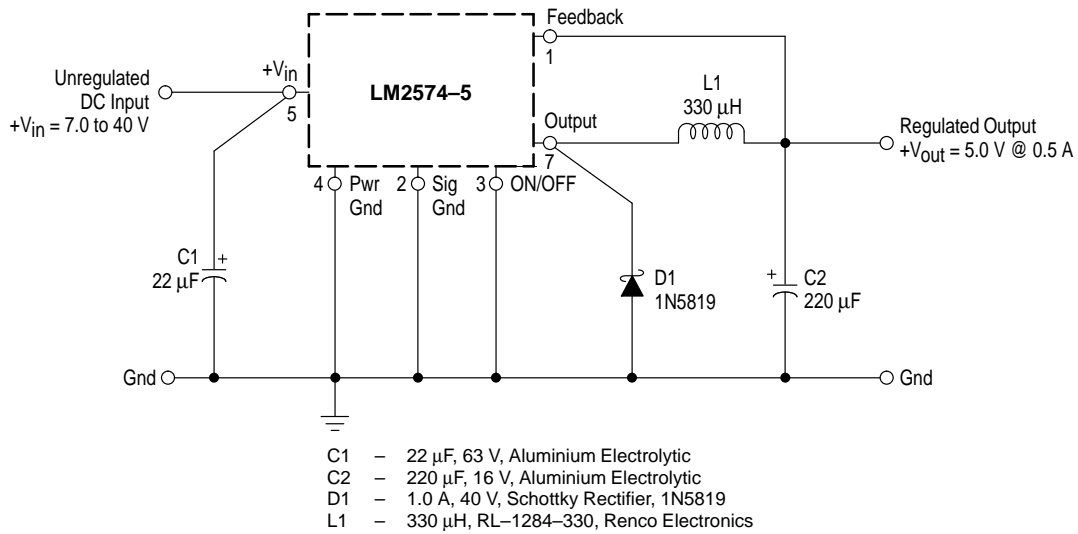 Feedback
1
Unregulated
DC Input
+Vin = 7.0 to 40 V
+Vin
5
LM2574–5
L1
330 μH
Output
7
Regulated Output
+Vout = 5.0 V @ 0.5 A
4 Pwr
Gnd
2 Sig
Gnd
3 ON/OFF
C1
22 μF
+
D1
1N5819
+
C2
220 μF
Gnd
Gnd
C1 – 22 μF, 63 V, Aluminium Electrolytic
C2 – 220 μF, 16 V, Aluminium Electrolytic
D1 – 1.0 A, 40 V, Schottky Rectifier, 1N5819
L1 – 330 μH, RL–1284–330, Renco Electronics